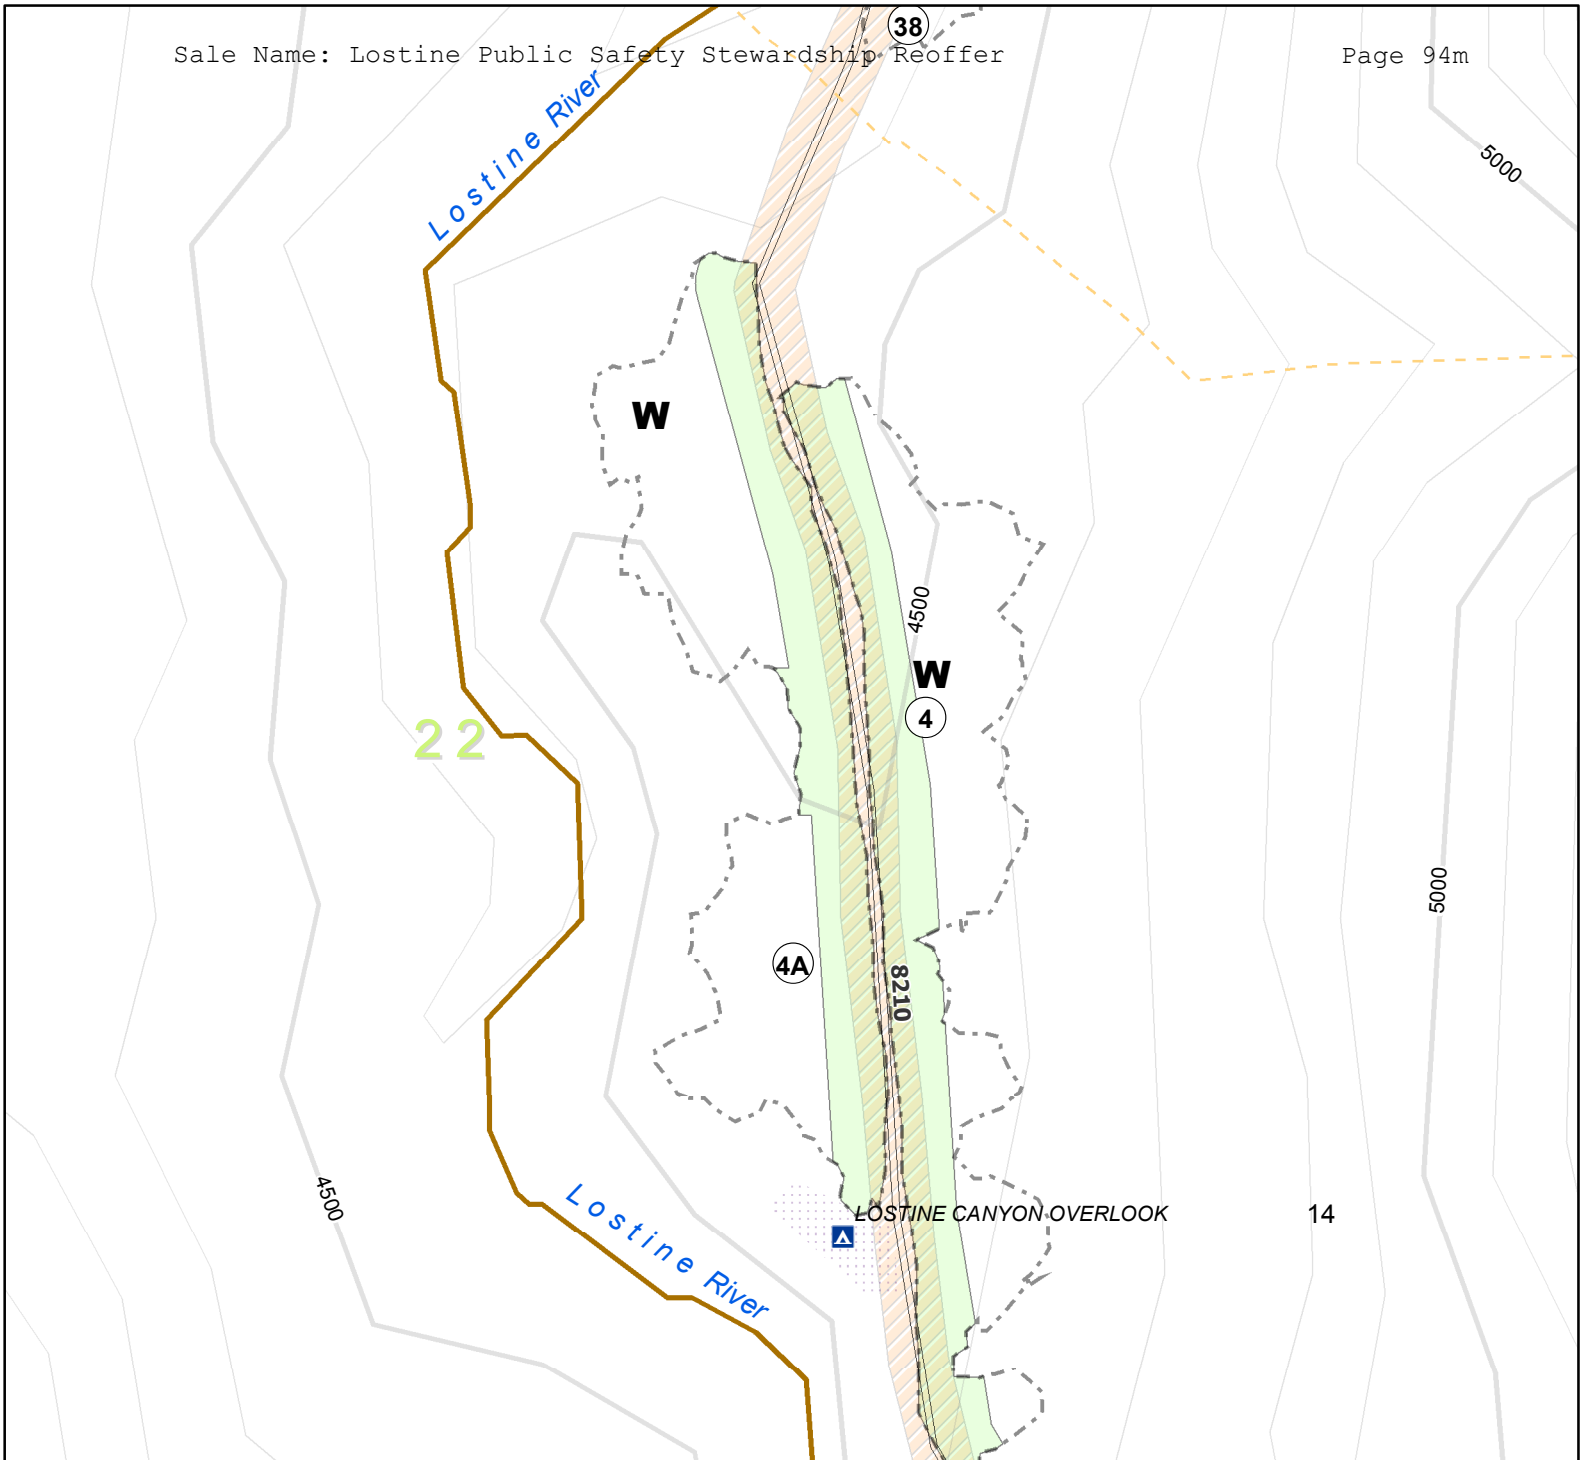 38
Sale Name: Lostine Public Safety Stewardship Reoffer
Page 94m
Lostine River
5000
W
4500
W
4
22
5000
4A
8210
4500
Lostine River
LOSTINE CANYON OVERLOOK
14